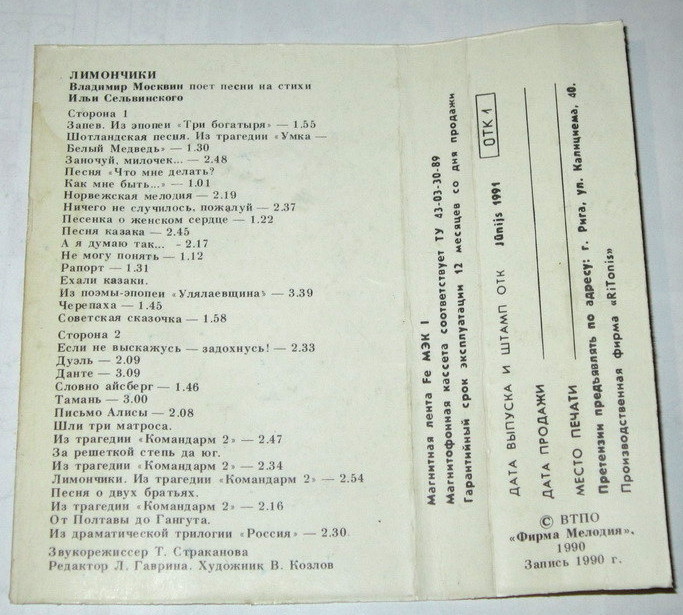 ЛИМОНЧИКИ
Владимир Москвин поет песни на стихи
Ильи Сельвинского
Сторона 1
Запев. Из эпопеи «Три богатыря» — 1.55
Шотландская песня. Из трагедии «Умка —
Белый Медведь» — 1.30
Заночуй, милочек... — 2.48
Песня «Что мне делать?
Как мне быть...» — 1.01
Норвежская мелодия — 2.19
Ничего не случилось, пожалуй — 2.37
Песенка о женском сердце — 1.22
Песня казака — 2.45
А я думаю так... - 2.17
Не могу понять — 1.12
Рапорт — 1.31
Ехали казаки.
Из поэмы-эпопеи «Улялаевщина» — 3.39
Черепаха — 1.45
Советская сказочка — 1.58
Сторона 2
Если не выскажусь — задохнусь! — 2.33
Дуэль — 2.09
Данте — 3.09
Словно айсберг — 1.46
Тамань — 3.00
Письмо Алисы — 2.08
Шли три матроса.
Из трагедии «Командарм 2» — 2.47
За решеткой степь да юг.
Из трагедии «Командарм 2» — 2.34
Лимончики. Из трагедии «Командарм 2» — 2.54
Песня о двух братьях.
Из трагедии «Командарм 2» — 2.16
От Полтавы до Гангута.
Из драматической трилогии «Россия» — 2.30
Звукорежиссер Т. Страканова
Редактор Л. Гаврина. Художник В. Козлов
Магнитная лента Fe МЭК I
Магнитофонная кассета соответствует ТУ 43-03-30-89
Гарантийный срок эксплуатации 12 месяцев со дня продажи
ОТК 1
ДАТА ВЫПУСКА И ШТАМП ОТК Jūnijs 1991
ДАТА ПРОДАЖИ
МЕСТО ПЕЧАТИ
Претензии предъявлять по адресу: г. Рига, ул. Калнциема, 40.
Производственная фирма «RiTonis»
© ВТПО
«Фирма Мелодия»,
1990
Запись 1990 г.